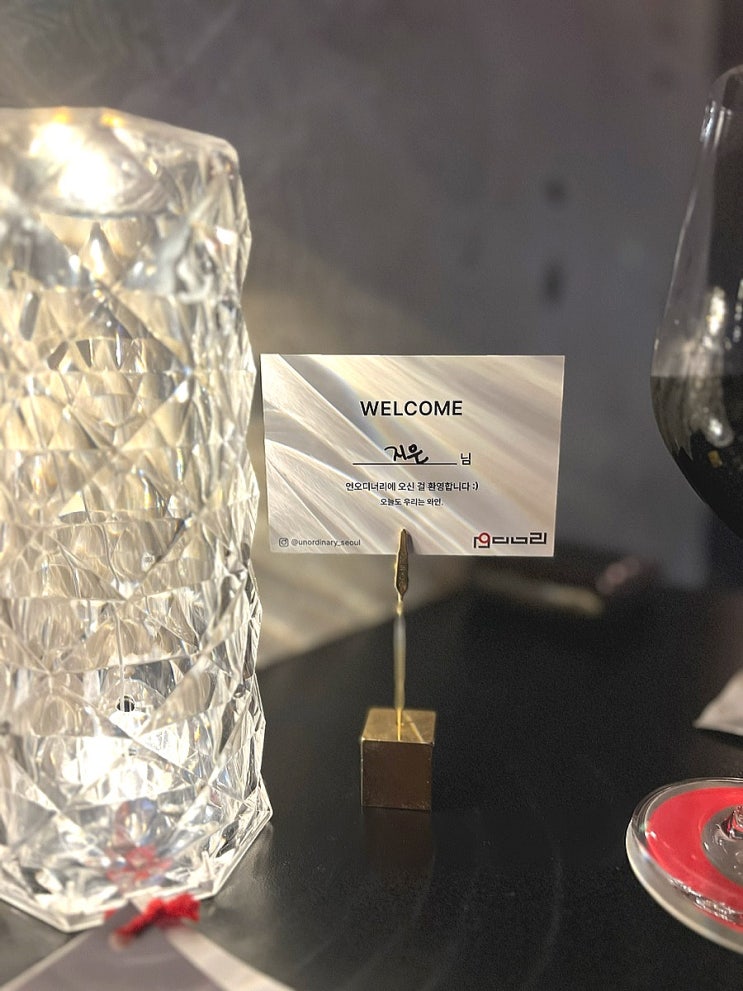 WELCOME
지은 님
언오디너리에 오신 걸 환영합니다 :)
오늘도 우리는 와인.
@unordinary_seoul